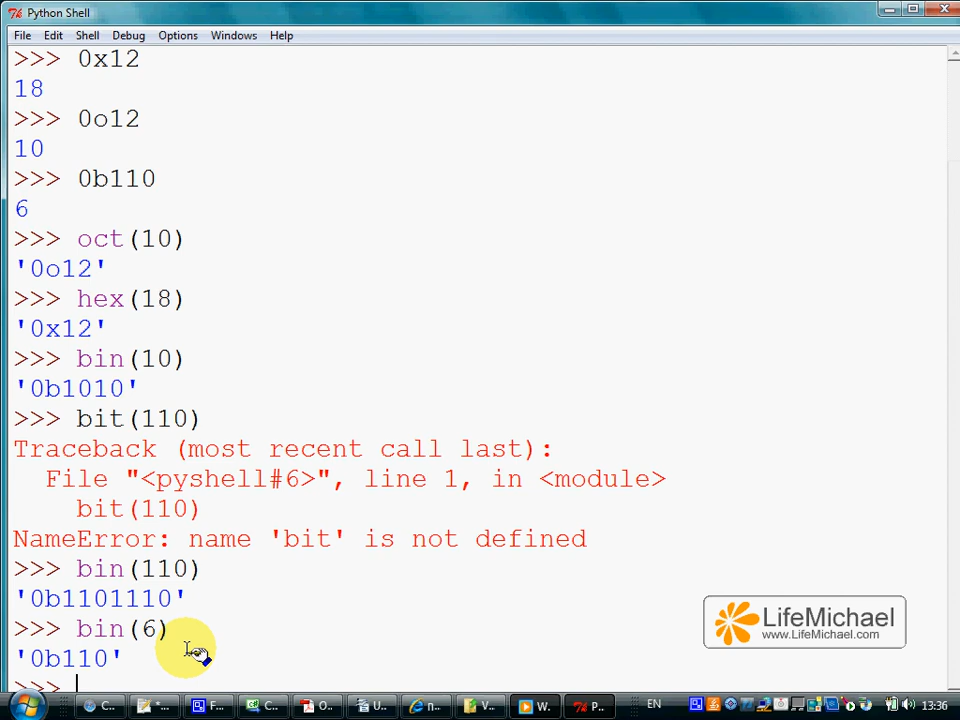 Python Shell
File Edit Shell Debug Options Windows Help
>>> 0x12
18
>>> 0o12
10
>>> 0b110
6
>>> oct(10)
'0o12'
>>> hex(18)
'0x12'
>>> bin(10)
'0b1010'
>>> bit(110)
Traceback (most recent call last):
  File "<pyshell#6>", line 1, in <module>
    bit(110)
NameError: name 'bit' is not defined
>>> bin(110)
'0b1101110'
>>> bin(6)
'0b110'
>>>
LifeMichael
www.LifeMichael.com
C... *... F... C... O... U... n... V... W. P.. EN 13:36